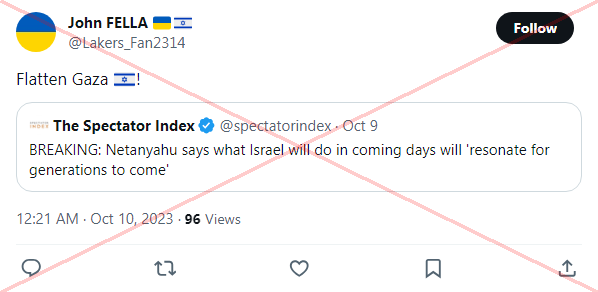 John FELLA 🇺🇦🇮🇱
@Lakers_Fan2314
Follow
Flatten Gaza 🇮🇱!
SPECTATOR INDEX
The Spectator Index @spectatorindex · Oct 9
BREAKING: Netanyahu says what Israel will do in coming days will 'resonate for
generations to come'
12:21 AM · Oct 10, 2023 · 96 Views